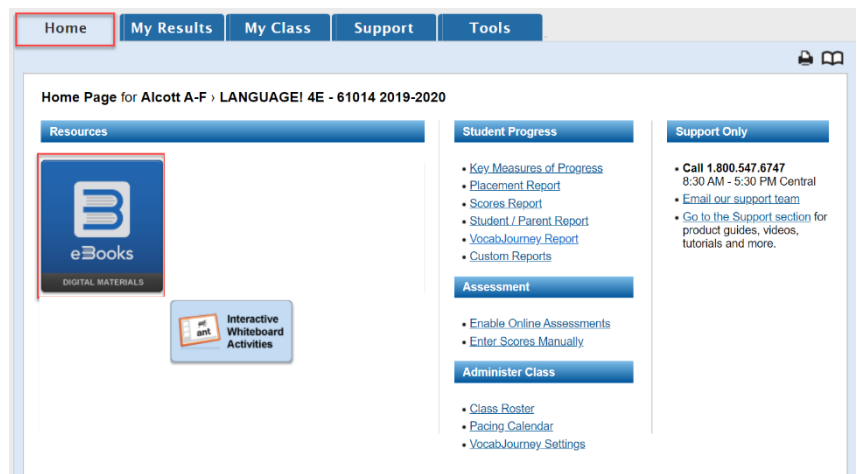 Home
My Results
My Class
Support
Tools
Home Page for Alcott A-F › LANGUAGE! 4E - 61014 2019-2020
Resources
eBooks
DIGITAL MATERIALS
ant
Interactive
Whiteboard
Activities
Student Progress
• Key Measures of Progress
• Placement Report
• Scores Report
• Student / Parent Report
• VocabJourney Report
• Custom Reports
Assessment
• Enable Online Assessments
• Enter Scores Manually
Administer Class
• Class Roster
• Pacing Calendar
• VocabJourney Settings
Support Only
• Call 1.800.547.6747
8:30 AM - 5:30 PM Central
• Email our support team
• Go to the Support section for
product guides, videos,
tutorials and more.